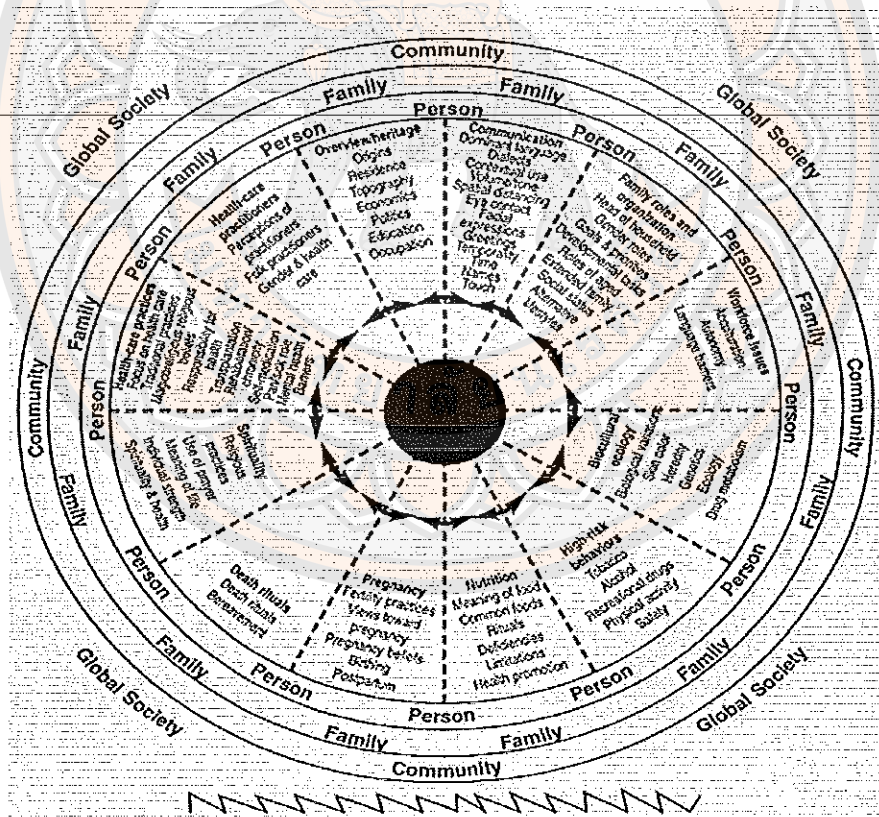 Community
Global Society
Global Society
Family
Family
Person
Family
Person
Person
Family
Person
Person
Family
Family
Community
Person
Person
Community
Family
Family
Person
Person
Family
Person
Person
Family
Person
Family
Family
Community
Global Society
Global Society
Overview/heritage
Origins
Residence
Topography
Economics
Politics
Education
Occupation
Communication
Dominant language
Dialects
Contextual use
Volume/tone
Spatial distancing
Eye contact
Facial
expressions
Greetings
Temporality
Time
Names
Touch
Family roles and
organization
Head of household
Gender roles
Goals & priorities
Developmental tasks
Roles of aged
Extended family
Social status
Alternative
lifestyles
Workforce issues
Acculturation
Autonomy
Language barriers
Biocultural
ecology
Ecological variations
Skin color
Heredity
Genetics
Ecology
Drug metabolism
High-risk
behaviors
Tobacco
Alcohol
Recreational drugs
Physical activity
Safety
Nutrition
Meaning of food
Common foods
Rituals
Deficiencies
Limitations
Health promotion
Pregnancy
Fertility practices
Views toward
pregnancy
Pregnancy beliefs
Birthing
Postpartum
Death rituals
Death rituals
Bereavement
Spirituality
Religious
practices
Use of prayer
Meaning of life
Individual strength
Spirituality & health
Health-care practices
Focus on health care
Traditional practices
beliefs
Responsibility for
health
Transplantation
Self-medication
Mental health
Barriers
Health-care
practitioners
Perceptions of
practitioners
Folk practitioners
Gender & health
care